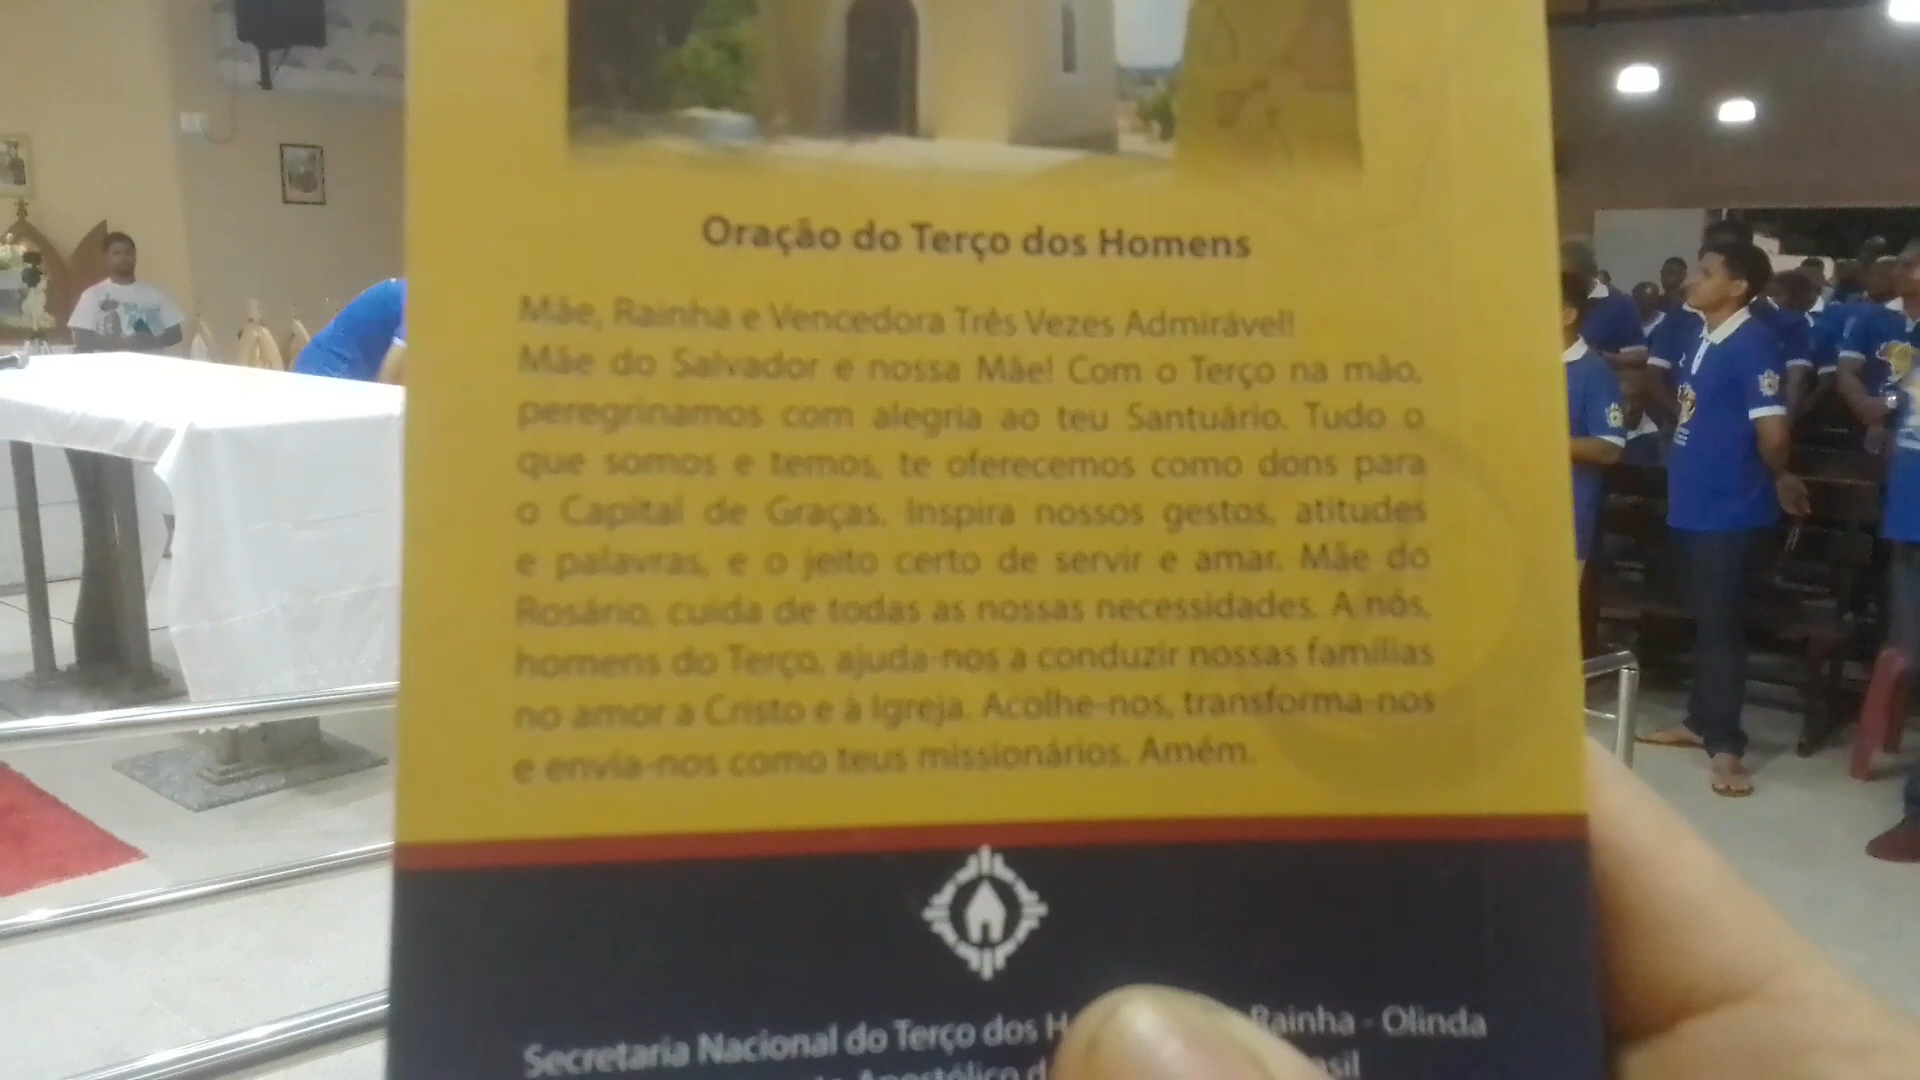 Oração do Terço dos Homens
Mãe, Rainha e Vencedora Três Vezes Admirável!
Mãe do Salvador e nossa Mãe! Com o Terço na mão,
peregrinamos com alegria ao teu Santuário. Tudo o
que somos e temos, te oferecemos como dons para
o Capital de Graças. Inspira nossos gestos, atitudes
e palavras, e o jeito certo de servir e amar. Mãe do
Rosário, cuida de todas as nossas necessidades. A nós,
homens do Terço, ajuda-nos a conduzir nossas famílias
no amor a Cristo e à Igreja. Acolhe-nos, transforma-nos
e envia-nos como teus missionários. Amém.
Secretaria Nacional do Terço dos Rainha - Olinda
Apostólico